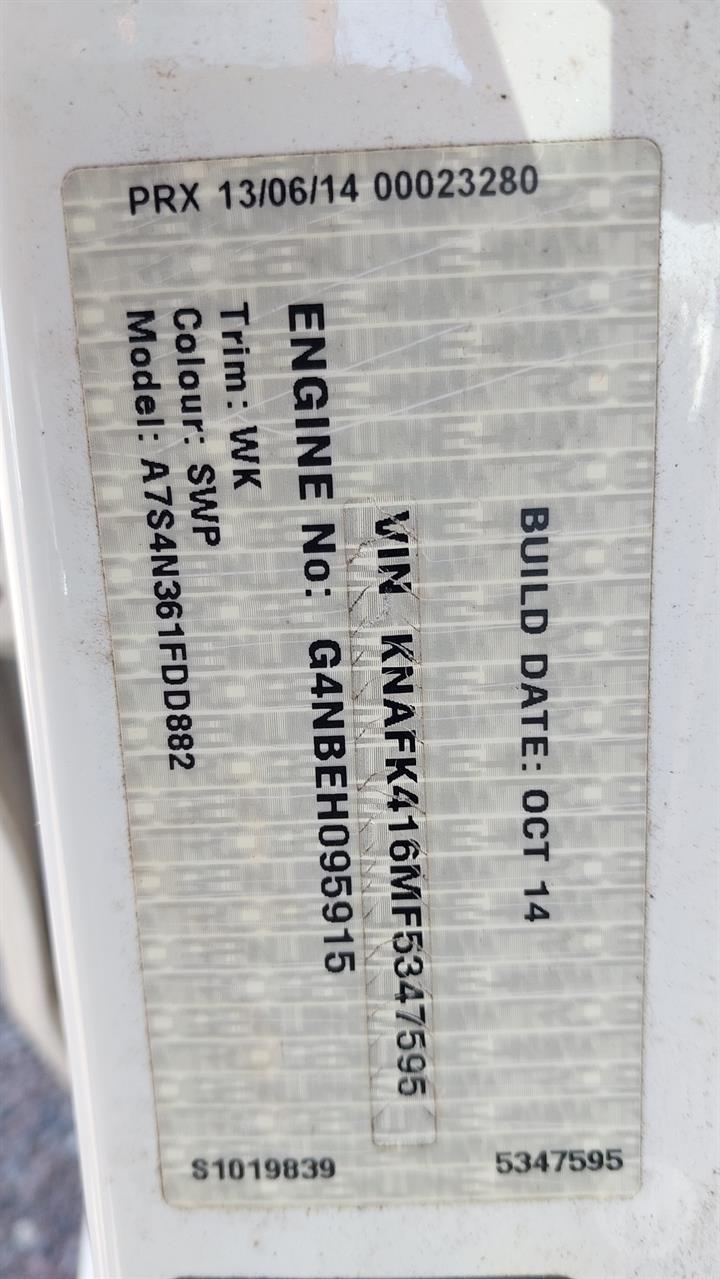 PRX 13/06/14 00023280
BUILD DATE: OCT 14
VIN KNAFK416MF5347595
ENGINE No: G4NBEH095915
Trim: WK
Colour: SWP
Model: A7S4N361FDD882
S1019839
5347595